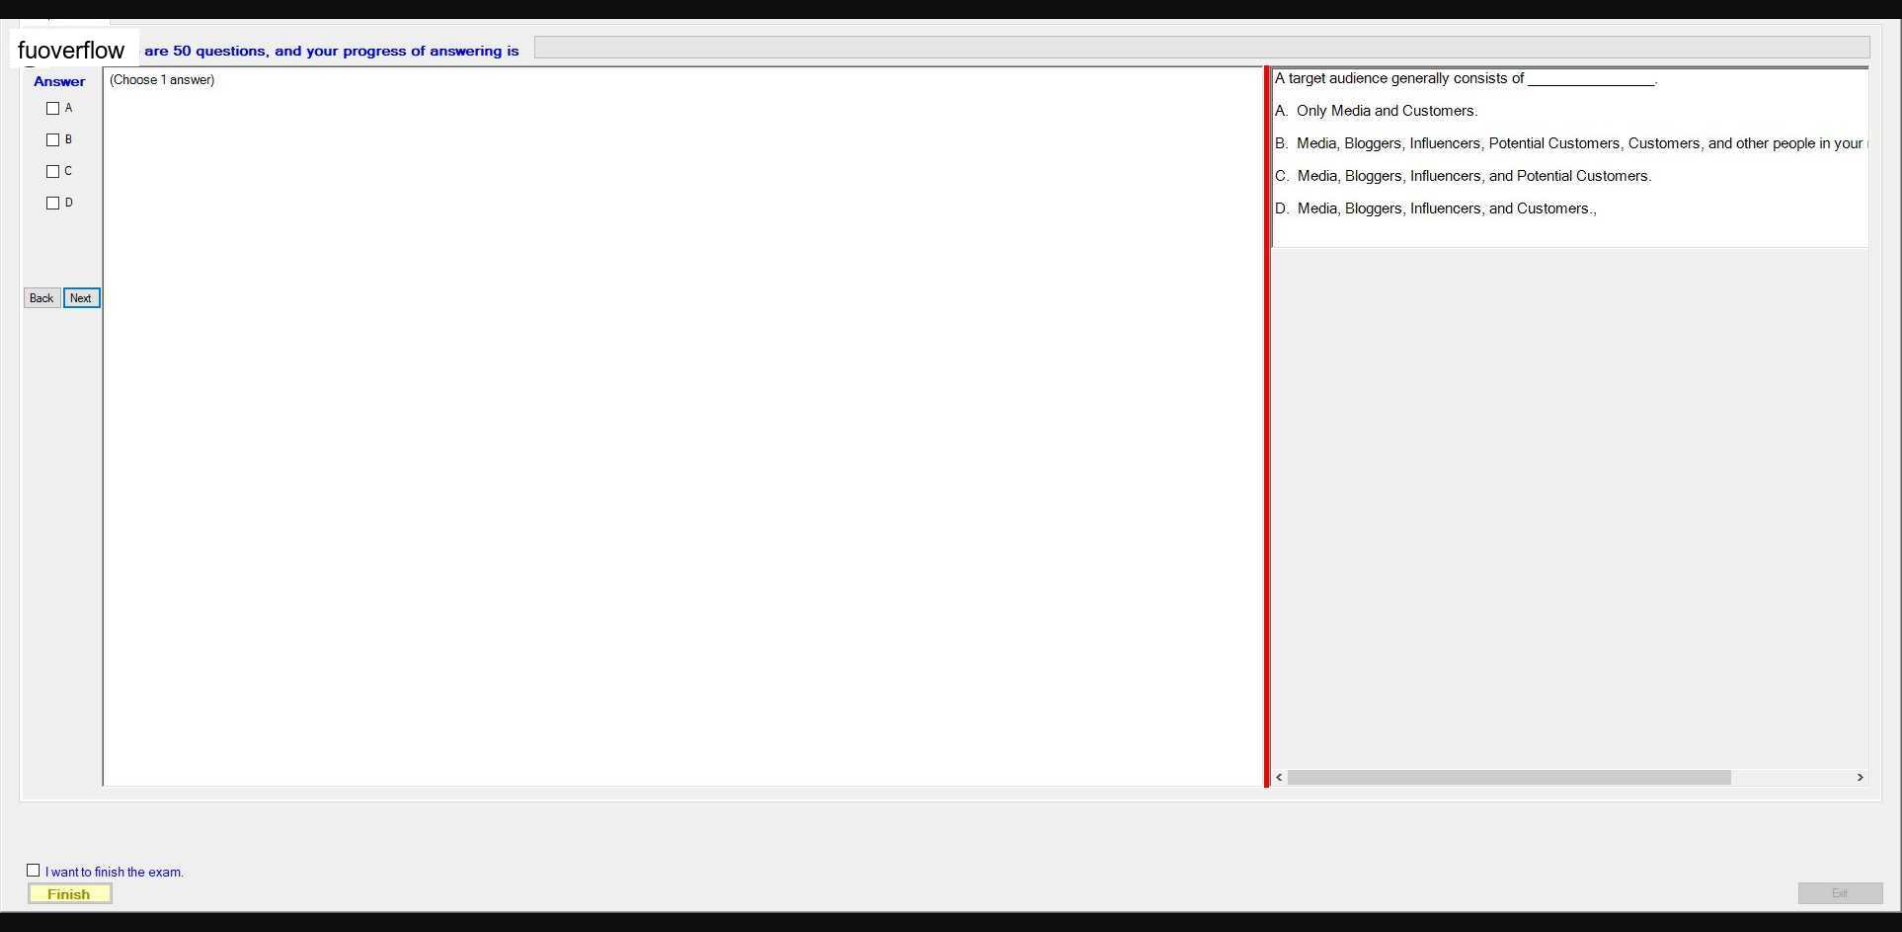 fuoverflow are 50 questions, and your progress of answering is
Answer
(Choose 1 answer)
A
B
C
D
Back Next
A target audience generally consists of ________________.
A. Only Media and Customers.
B. Media, Bloggers, Influencers, Potential Customers, Customers, and other people in your
C. Media, Bloggers, Influencers, and Potential Customers.
D. Media, Bloggers, Influencers, and Customers.,
I want to finish the exam.
Finish
Exit